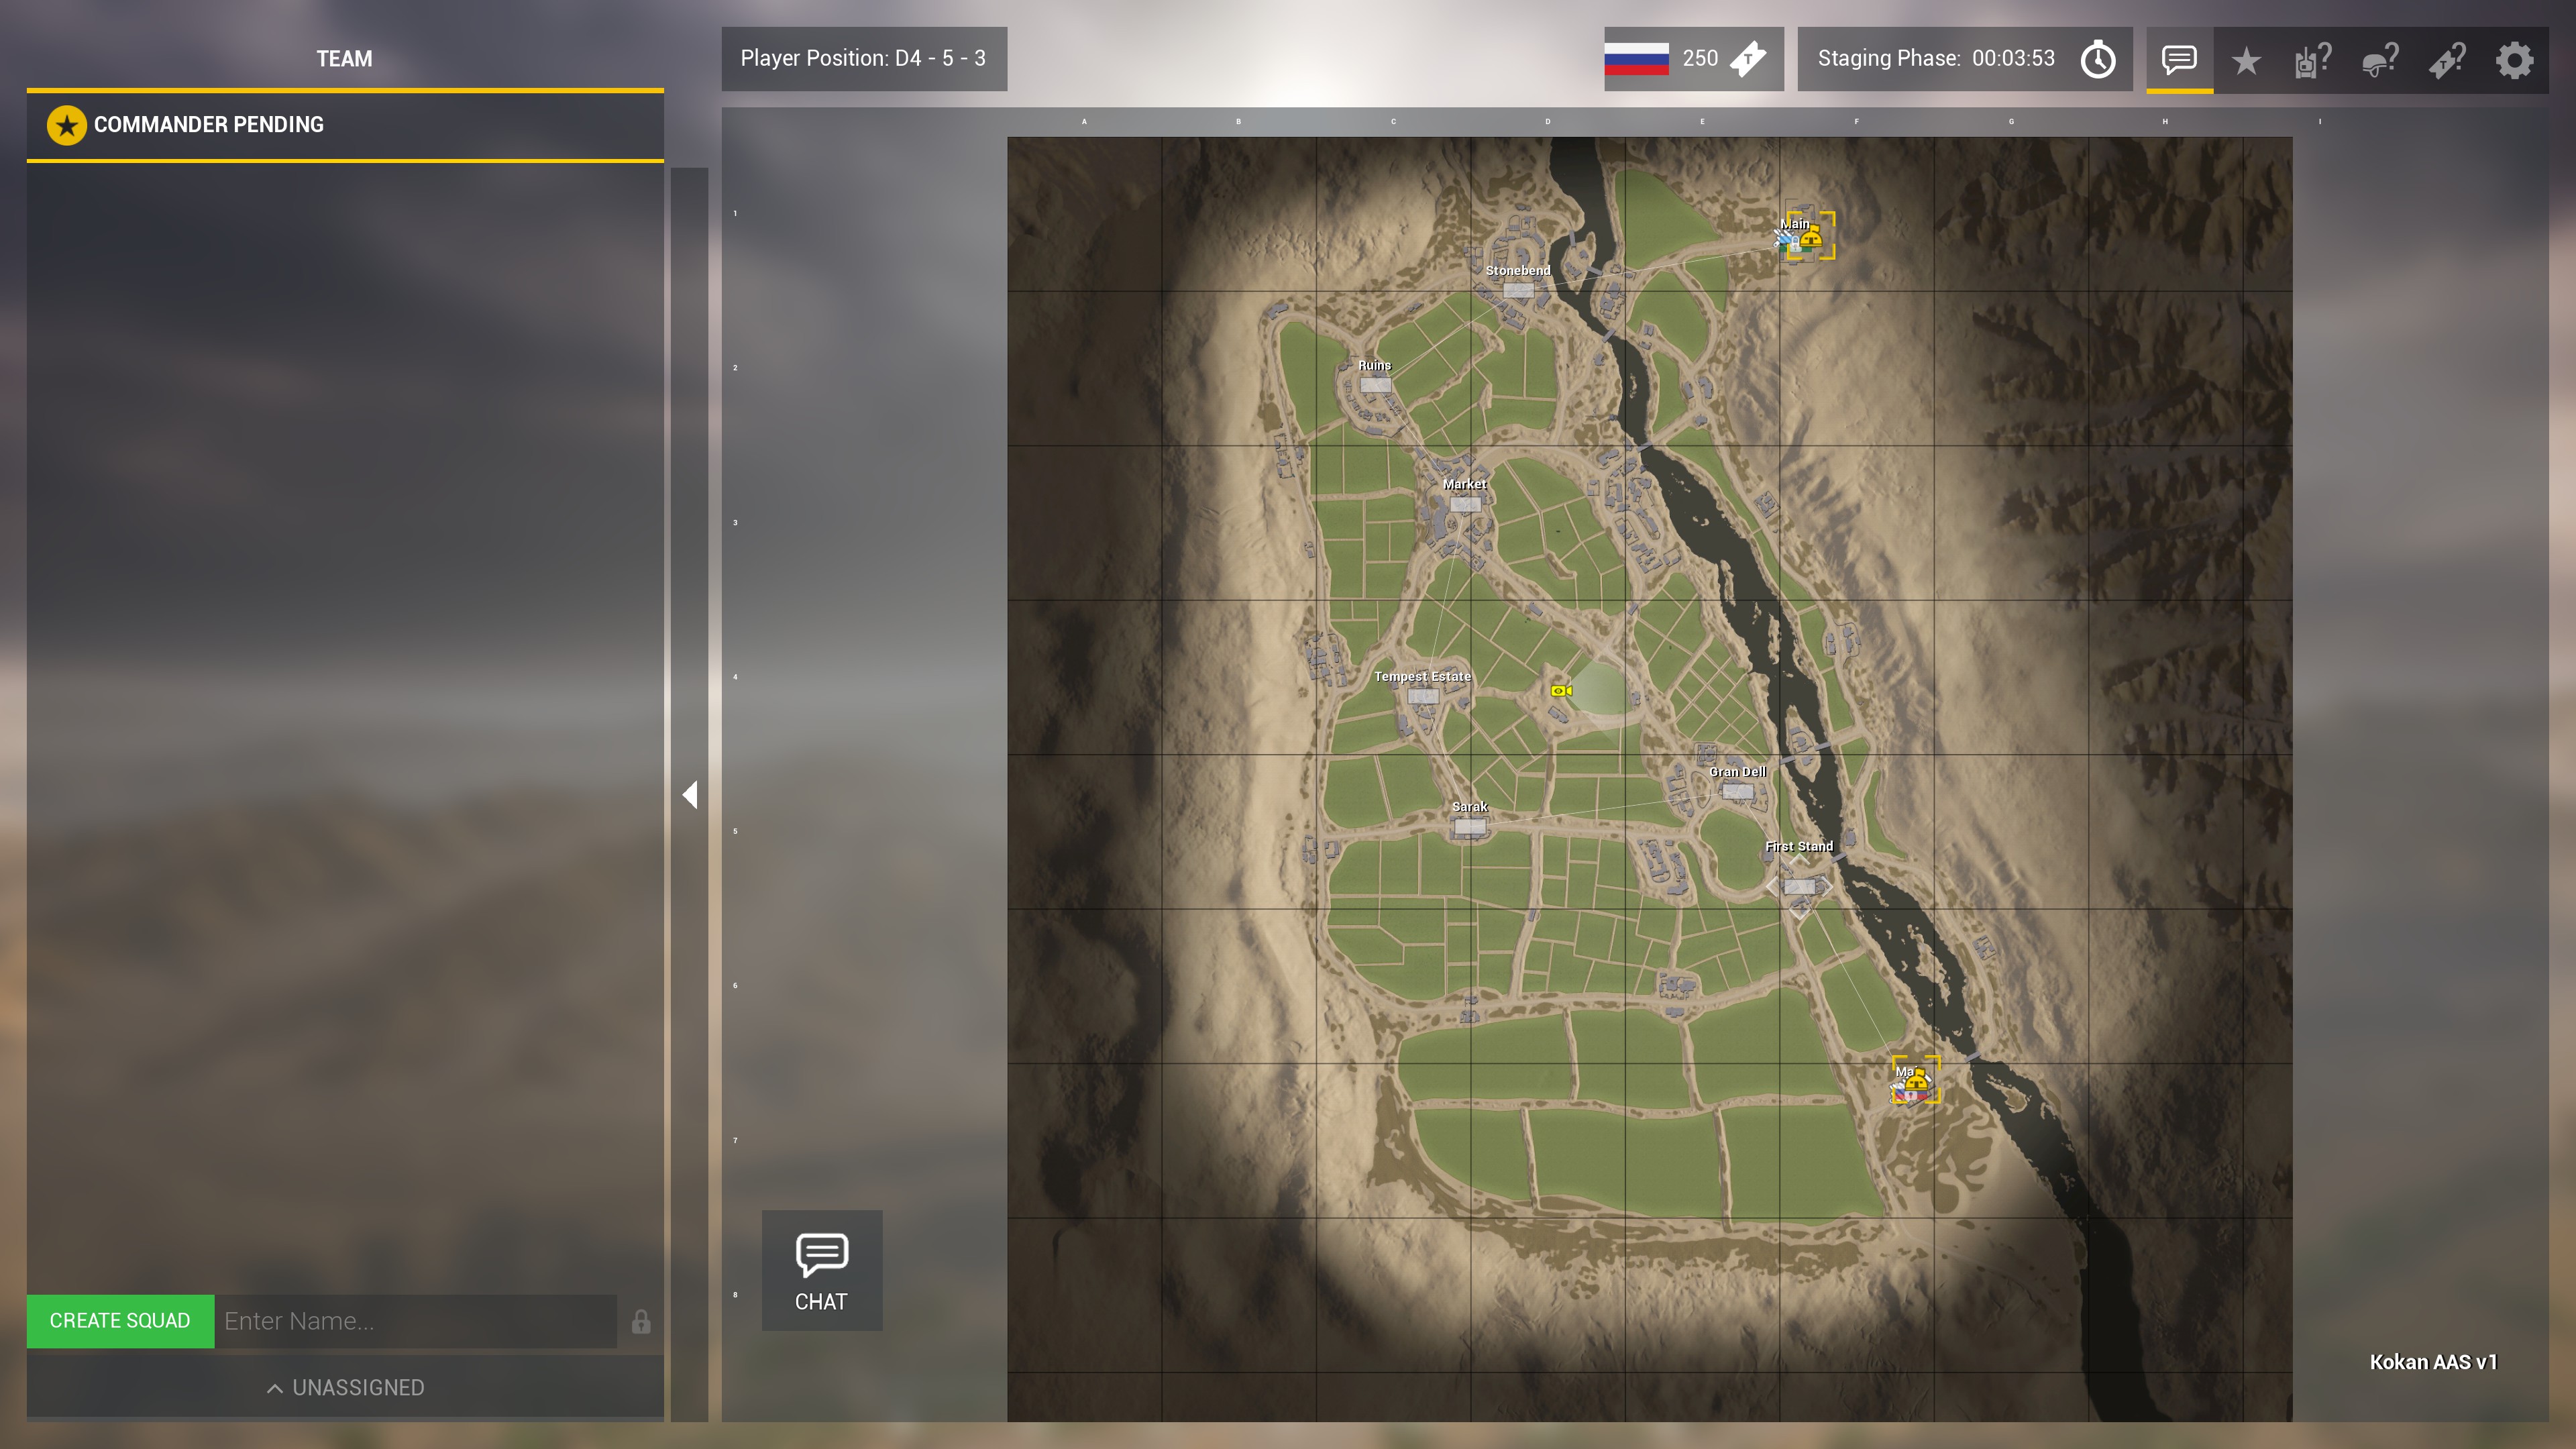 TEAM
Player Position: D4 - 5 - 3
250
T
Staging Phase: 00:03:53
? ? T?
COMMANDER PENDING
A B C D E F G H I
1
Main
Stonebend
2
Ruins
Market
3
4
Tempest Estate
Gran Dell
5
Sarak
First Stand
6
Ma
7
8
CHAT
CREATE SQUAD
Enter Name...
UNASSIGNED
Kokan AAS v1